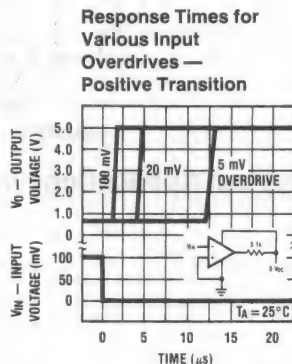 Response Times for
Various Input
Overdrives —
Positive Transition
VO – OUTPUT
VOLTAGE (V)
5.0
4.0
3.0
2.0
1.0
0
100 mV
20 mV
5 mV
OVERDRIVE
VIN – INPUT
VOLTAGE (mV)
100
50
0
VIN
5.1k
5 VDC
TA = 25°C
0 5 10 15 20
TIME (μs)